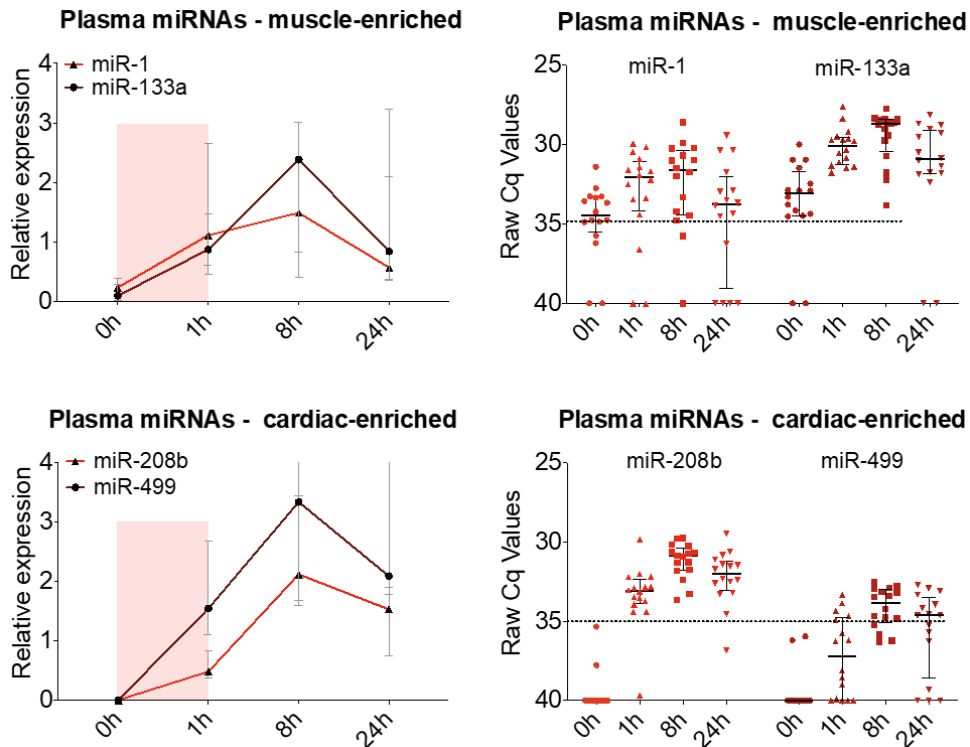 Plasma miRNAs - muscle-enriched
4
3
2
1
0
Relative expression
miR-1
miR-133a
0h
1h
8h
24h
Plasma miRNAs -  muscle-enriched
25
30
35
40
Raw Cq Values
miR-1
miR-133a
0h
1h
8h
24h
0h
1h
8h
24h
Plasma miRNAs -  cardiac-enriched
4
3
2
1
0
Relative expression
miR-208b
miR-499
0h
1h
8h
24h
Plasma miRNAs -  cardiac-enriched
25
30
35
40
Raw Cq Values
miR-208b
miR-499
0h
1h
8h
24h
0h
1h
8h
24h